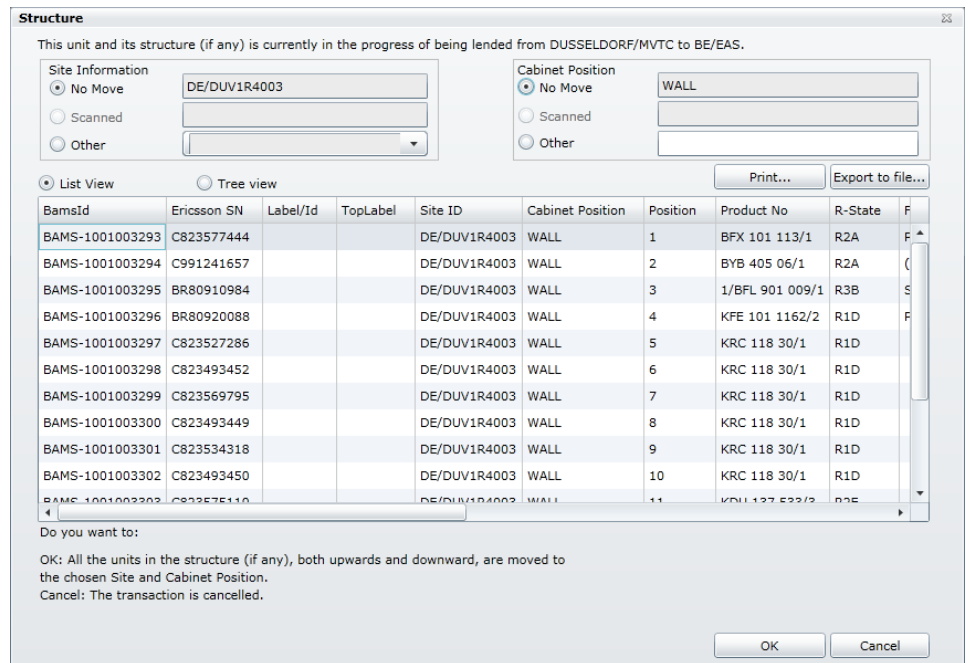 Structure
This unit and its structure (if any) is currently in the progress of being lended from DUSSELDORF/MVTC to BE/EAS.
Site Information
No Move DE/DUV1R4003
Scanned
Other
Cabinet Position
No Move WALL
Scanned
Other
List View Tree view Print... Export to file...
BamsId Ericsson SN Label/Id TopLabel Site ID Cabinet Position Position Product No R-State F
BAMS-1001003293 C823577444 DE/DUV1R4003 WALL 1 BFX 101 113/1 R2A F
BAMS-1001003294 C991241657 DE/DUV1R4003 WALL 2 BYB 405 06/1 R2A (
BAMS-1001003295 BR80910984 DE/DUV1R4003 WALL 3 1/BFL 901 009/1 R3B S
BAMS-1001003296 BR80920088 DE/DUV1R4003 WALL 4 KFE 101 1162/2 R1D F
BAMS-1001003297 C823527286 DE/DUV1R4003 WALL 5 KRC 118 30/1 R1D
BAMS-1001003298 C823493452 DE/DUV1R4003 WALL 6 KRC 118 30/1 R1D
BAMS-1001003299 C823569795 DE/DUV1R4003 WALL 7 KRC 118 30/1 R1D
BAMS-1001003300 C823493449 DE/DUV1R4003 WALL 8 KRC 118 30/1 R1D
BAMS-1001003301 C823534318 DE/DUV1R4003 WALL 9 KRC 118 30/1 R1D
BAMS-1001003302 C823493450 DE/DUV1R4003 WALL 10 KRC 118 30/1 R1D
BAMS-1001003303 DE/DUV1R4003 WALL 11
Do you want to:
OK: All the units in the structure (if any), both upwards and downward, are moved to
the chosen Site and Cabinet Position.
Cancel: The transaction is cancelled.
OK Cancel